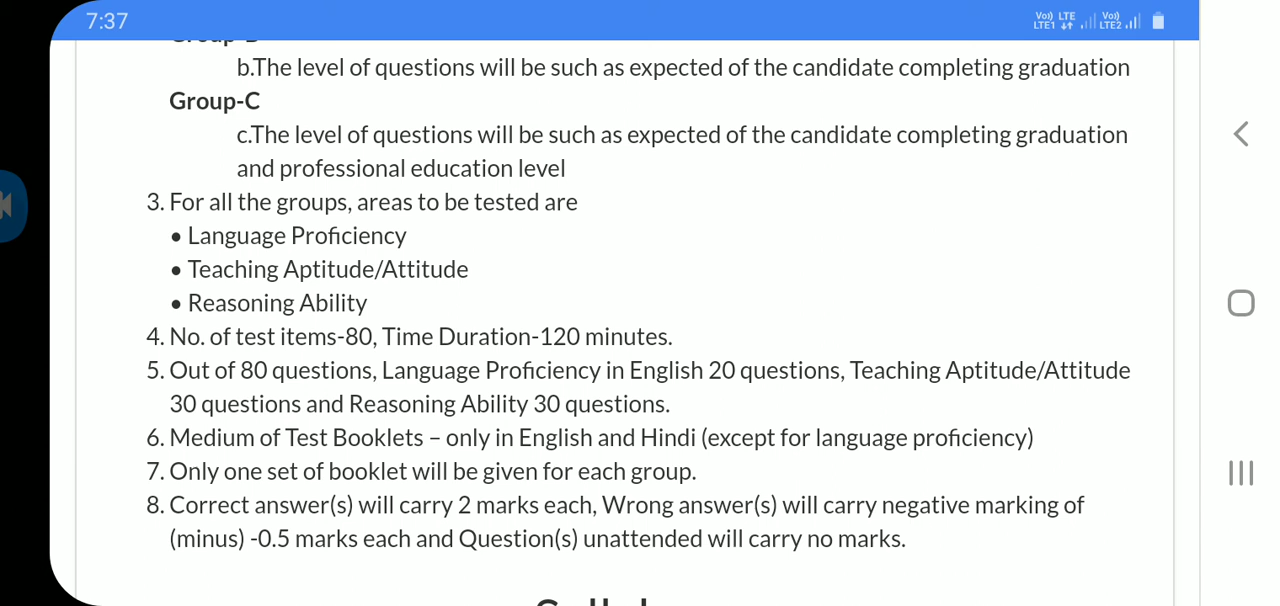 7:37
Vo)) LTE Vo))
LTE1 LTE2
b.The level of questions will be such as expected of the candidate completing graduation
Group-C
c.The level of questions will be such as expected of the candidate completing graduation
and professional education level
3. For all the groups, areas to be tested are
• Language Proficiency
• Teaching Aptitude/Attitude
• Reasoning Ability
4. No. of test items-80, Time Duration-120 minutes.
5. Out of 80 questions, Language Proficiency in English 20 questions, Teaching Aptitude/Attitude
30 questions and Reasoning Ability 30 questions.
6. Medium of Test Booklets – only in English and Hindi (except for language proficiency)
7. Only one set of booklet will be given for each group.
8. Correct answer(s) will carry 2 marks each, Wrong answer(s) will carry negative marking of
(minus) -0.5 marks each and Question(s) unattended will carry no marks.